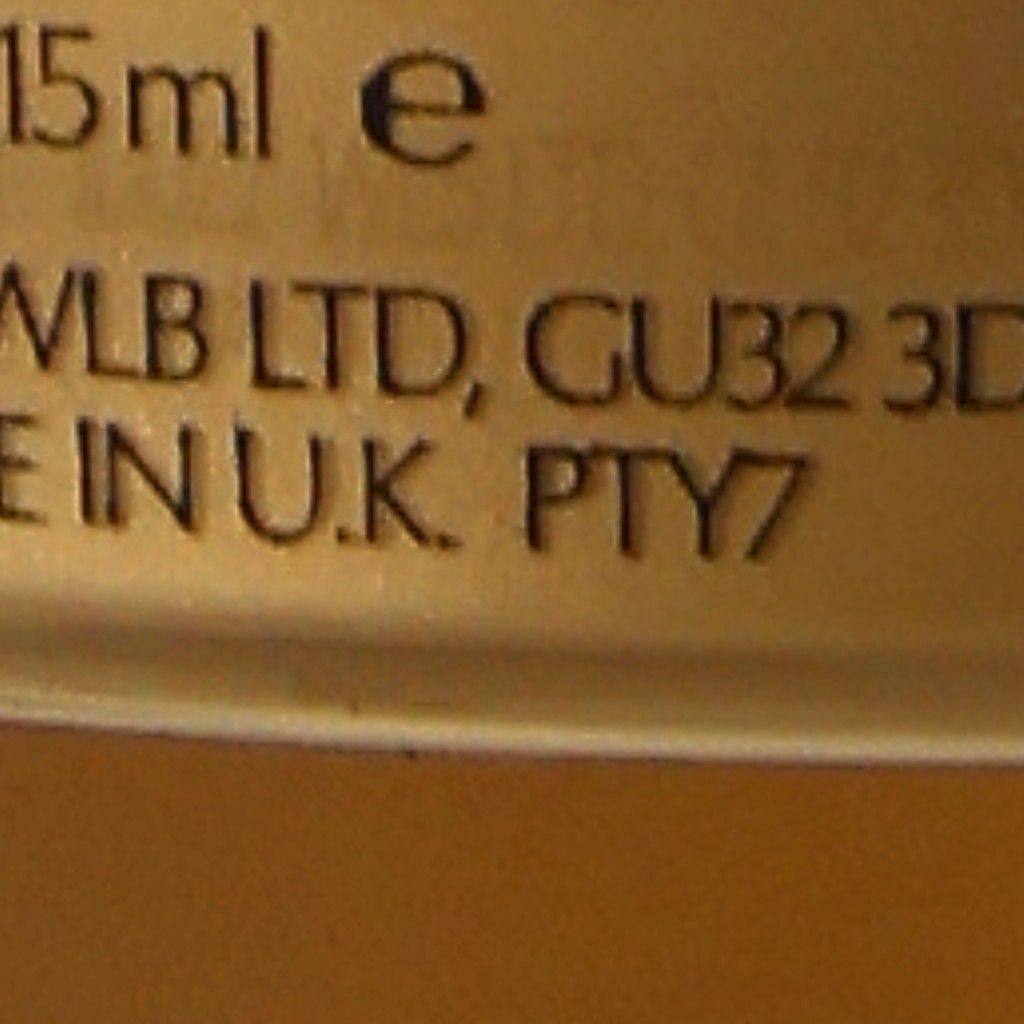 15ml e
WLB LTD, GU32 3D
E IN U.K. PTY7